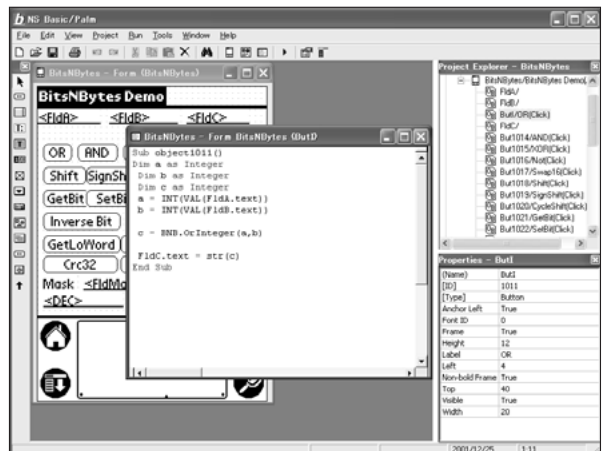 NS Basic/Palm
File Edit View Project Run Tools Window Help
BitsNBytes - Form (BitsNBytes)
BitsNBytes Demo
<FldA> <FldB> <FldC>
OR AND
Shift SignSh
GetBit SetBi
Inverse Bit
GetLoWord
Crc32
Mask <FldMa
<DEC>
BitsNBytes - Form BitsNBytes (ButI)
Sub object1011()
Dim a as Integer
Dim b as Integer
Dim c as Integer
a = INT(VAL(FldA.text))
b = INT(VAL(FldB.text))
c = BNB.OrInteger(a,b)
FldC.text = str(c)
End Sub
Project Explorer - BitsNBytes
BitsNBytes/BitsNBytes Demo(
FldA/
FldB/
ButI/OR(Click)
FldC/
But1014/AND(Click)
But1015/XOR(Click)
But1016/Not(Click)
But1017/Swap16(Click)
But1018/Shift(Click)
But1019/SignShift(Click)
But1020/CycleShift(Click)
But1021/GetBit(Click)
But1022/SetBit(Click)
Properties - ButI
(Name) ButI
[ID] 1011
[Type] Button
Anchor Left True
Font ID 0
Frame True
Height 12
Label OR
Left 4
Non-bold Frame True
Top 40
Visible True
Width 20
2001/12/25 1:11